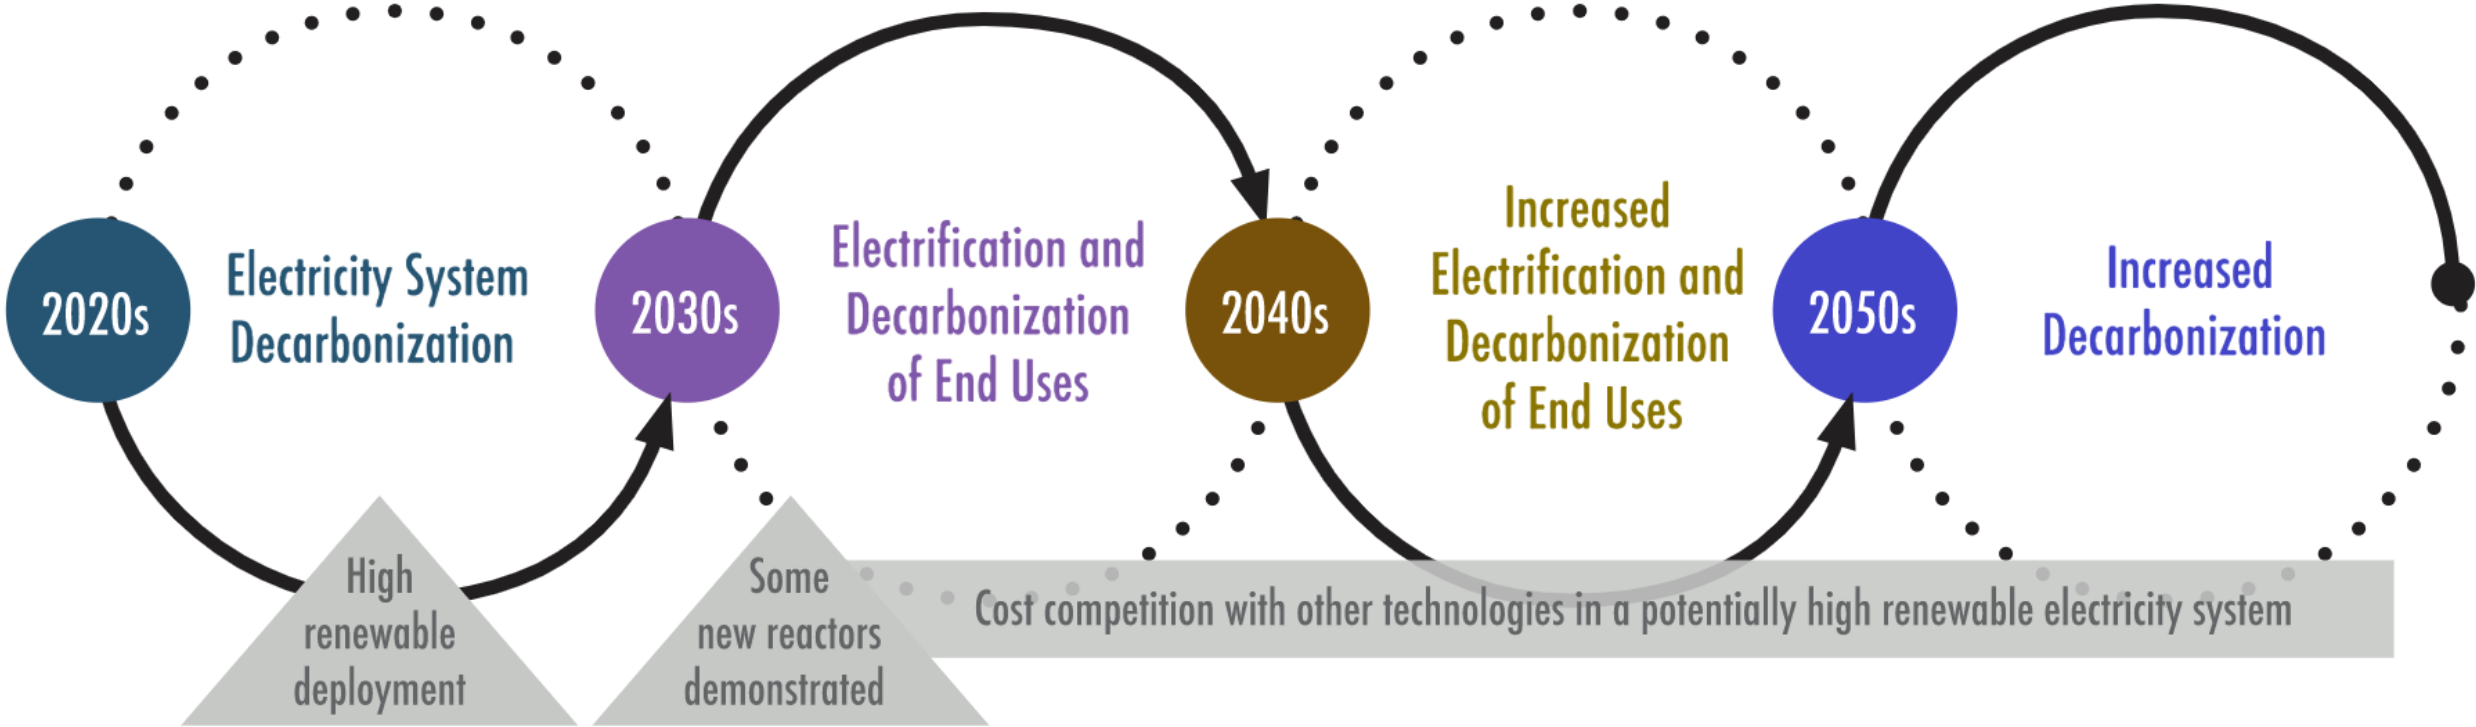 2020s
Electricity System
Decarbonization
2030s
Electrification and
Decarbonization
of End Uses
2040s
Increased
Electrification and
Decarbonization
of End Uses
2050s
Increased
Decarbonization
High
renewable
deployment
Some
new reactors
demonstrated
Cost competition with other technologies in a potentially high renewable electricity system